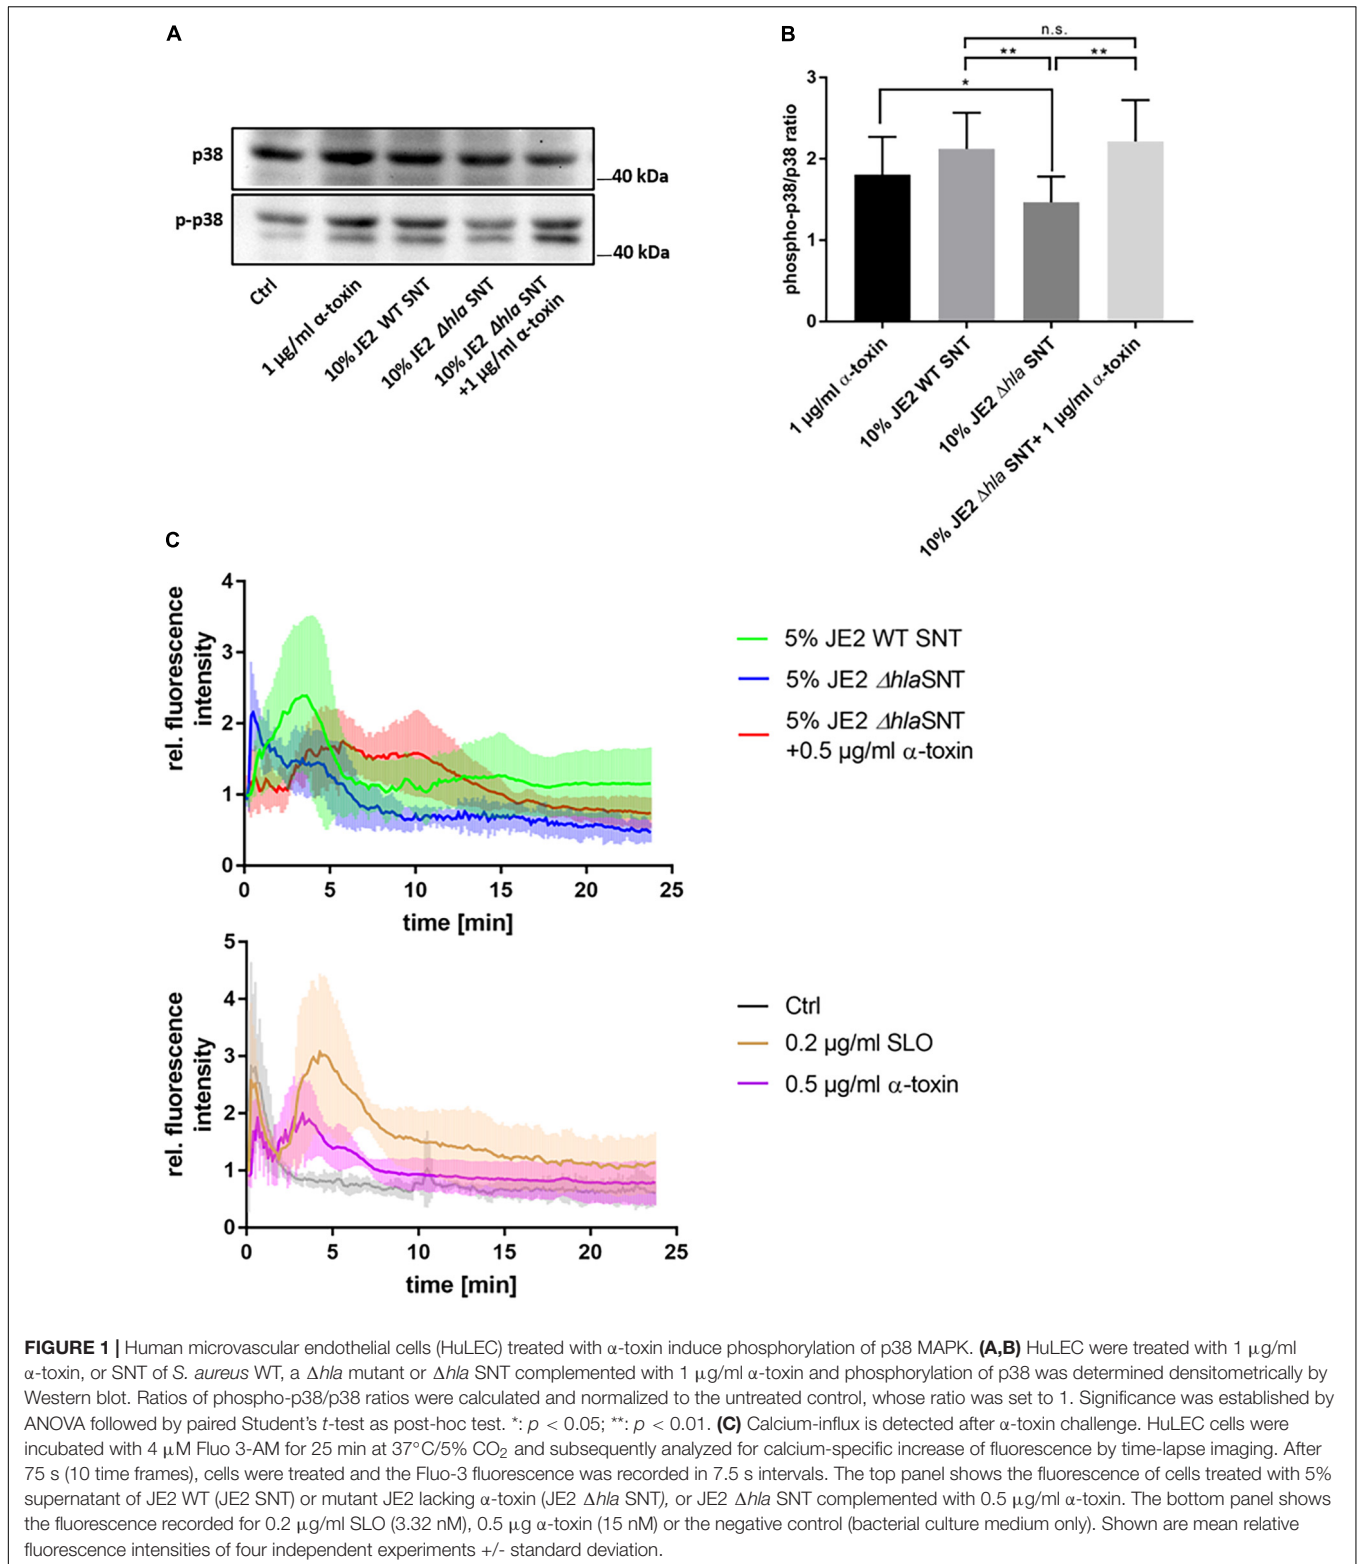 A
p38
40 kDa
p-p38
40 kDa
Ctrl
1 µg/ml α-toxin
10% JE2 WT SNT
10% JE2 Δhla SNT
10% JE2 Δhla SNT
+1 µg/ml α-toxin
B
n.s.
**
**
*
phospho-p38/p38 ratio
3
2
1
0
1 µg/ml α-toxin
10% JE2 WT SNT
10% JE2 Δhla SNT
10% JE2 Δhla SNT+ 1 µg/ml α-toxin
C
rel. fluorescence
intensity
4
3
2
1
0
0 5 10 15 20 25
time [min]
5% JE2 WT SNT
5% JE2 ΔhlaSNT
5% JE2 ΔhlaSNT
+0.5 µg/ml α-toxin
rel. fluorescence
intensity
5
4
3
2
1
0
0 5 10 15 20 25
time [min]
Ctrl
0.2 µg/ml SLO
0.5 µg/ml α-toxin
FIGURE 1 | Human microvascular endothelial cells (HuLEC) treated with α-toxin induce phosphorylation of p38 MAPK. (A,B) HuLEC were treated with 1 µg/ml
α-toxin, or SNT of S. aureus WT, a Δhla mutant or Δhla SNT complemented with 1 µg/ml α-toxin and phosphorylation of p38 was determined densitometrically by
Western blot. Ratios of phospho-p38/p38 ratios were calculated and normalized to the untreated control, whose ratio was set to 1. Significance was established by
ANOVA followed by paired Student's t-test as post-hoc test. *: p < 0.05; **: p < 0.01. (C) Calcium-influx is detected after α-toxin challenge. HuLEC cells were
incubated with 4 µM Fluo 3-AM for 25 min at 37°C/5% CO₂ and subsequently analyzed for calcium-specific increase of fluorescence by time-lapse imaging. After
75 s (10 time frames), cells were treated and the Fluo-3 fluorescence was recorded in 7.5 s intervals. The top panel shows the fluorescence of cells treated with 5%
supernatant of JE2 WT (JE2 SNT) or mutant JE2 lacking α-toxin (JE2 Δhla SNT), or JE2 Δhla SNT complemented with 0.5 µg/ml α-toxin. The bottom panel shows
the fluorescence recorded for 0.2 µg/ml SLO (3.32 nM), 0.5 µg α-toxin (15 nM) or the negative control (bacterial culture medium only). Shown are mean relative
fluorescence intensities of four independent experiments +/- standard deviation.